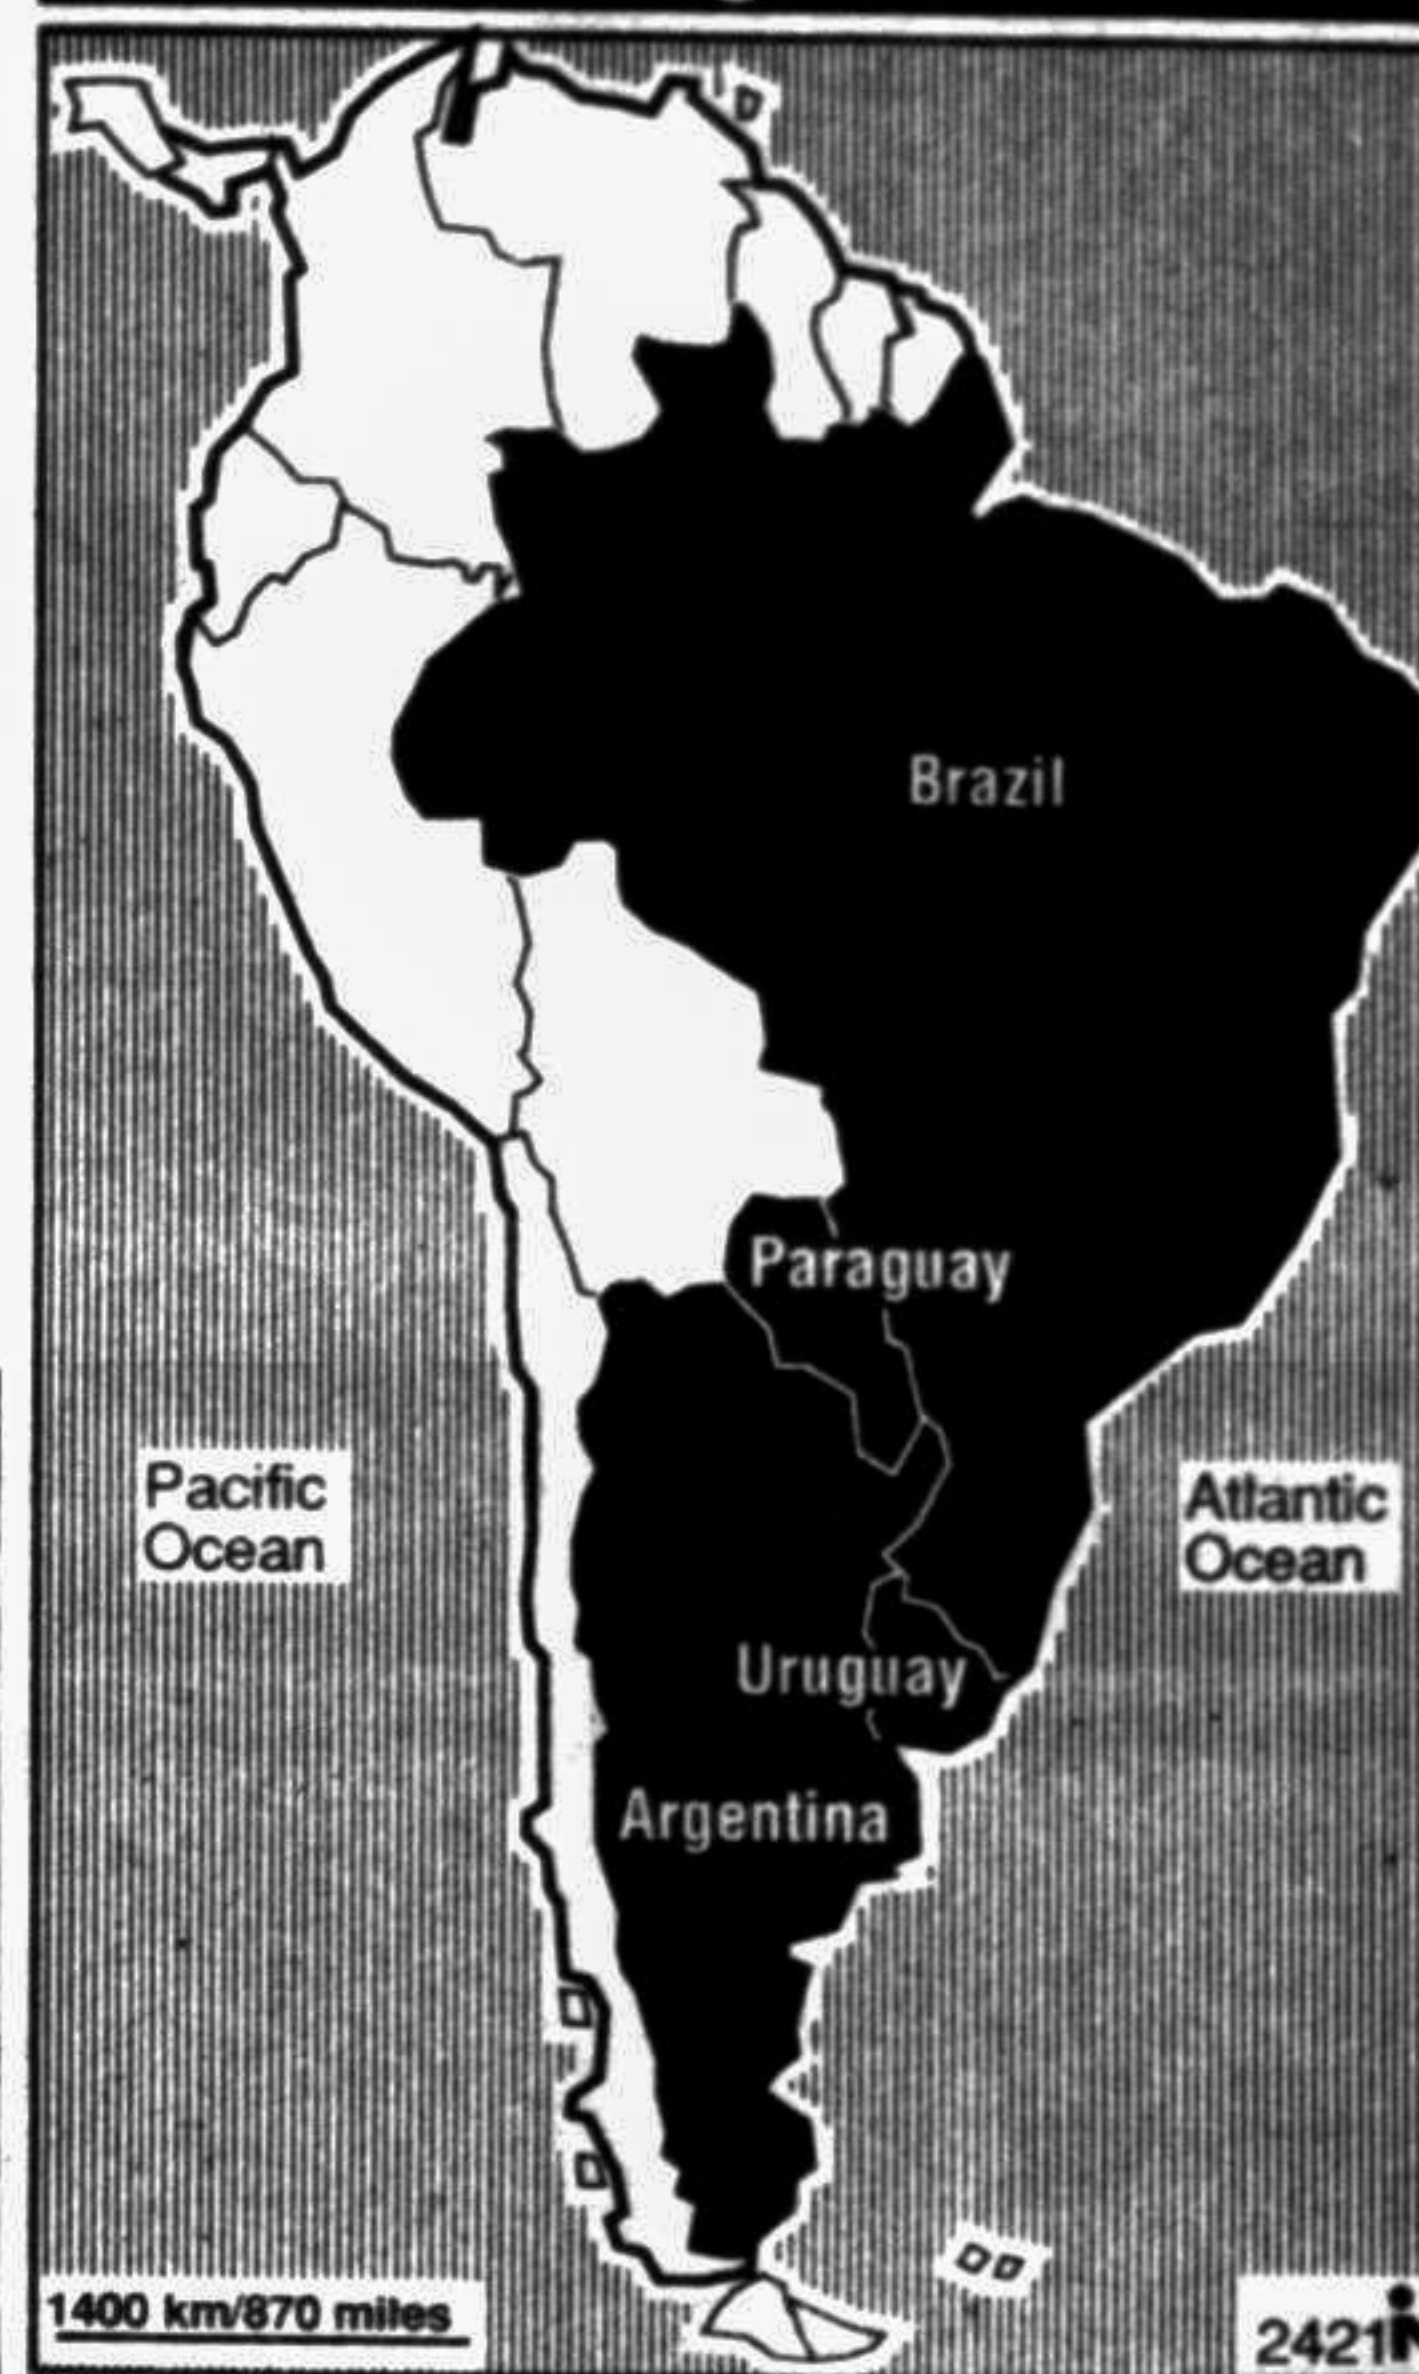 Brazil
Paraguay
Pacific
Ocean
Atlantic
Ocean
Uruguay
Argentina
1400 km/870 miles
2421